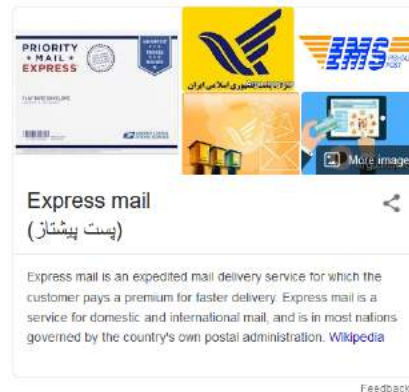 PRIORITY
MAIL
EXPRESS
EMS
More image
Express mail
(پست پیشتاز)
Express mail is an expedited mail delivery service for which the
customer pays a premium for faster delivery. Express mail is a
service for domestic and international mail, and is in most nations
governed by the country's own postal administration. Wikipedia
Feedback